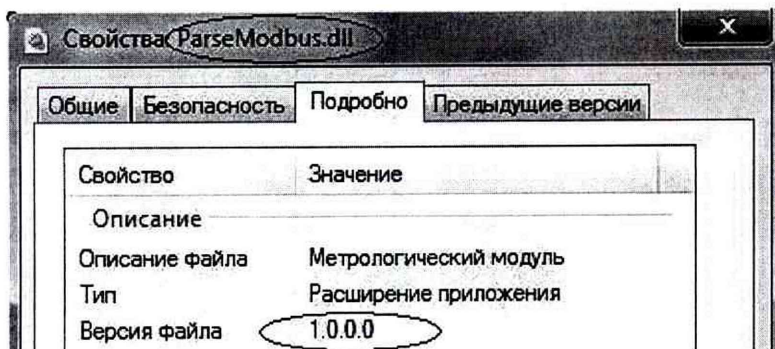 Свойства: ParseModbus.dll
x
Общие Безопасность Подробно Предыдущие версии
Свойство Значение
Описание
Описание файла Метрологический модуль
Тип Расширение приложения
Версия файла 1.0.0.0